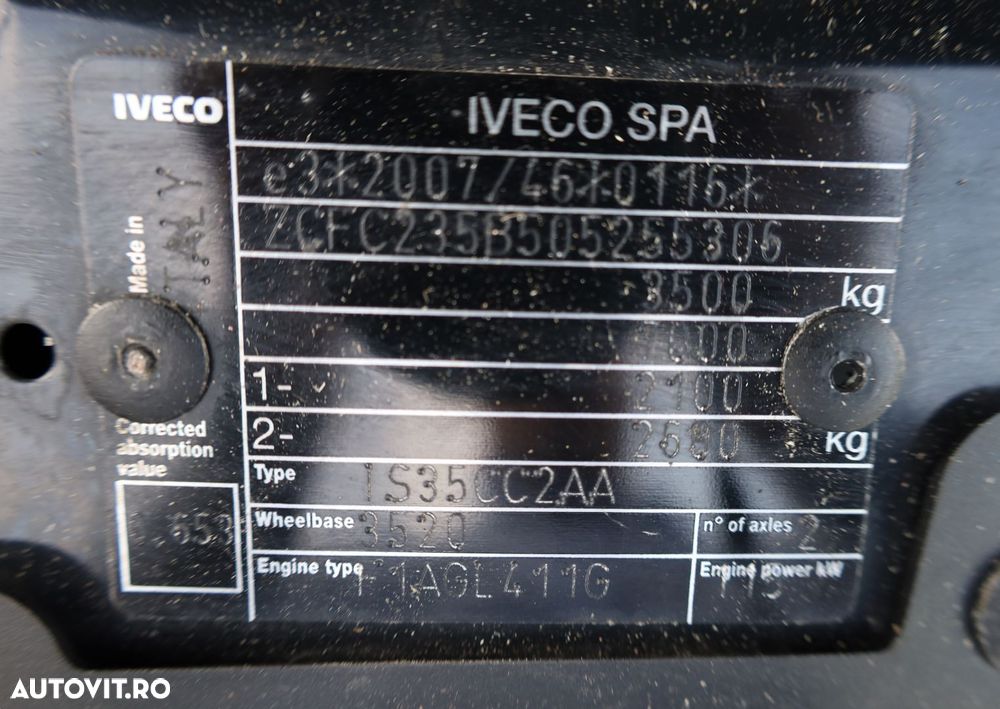 IVECO
IVECO SPA
e3*2007/46*0116*
ZCFC235B505255306
Made in
ITALY
3500
kg
1-
2100
2-
2680
kg
Corrected
absorption
value
Type
IS35CC2AA
Wheelbase
3520
n° of axles
2
Engine type
F1AGL411G
Engine power kW
AUTOVIT.RO